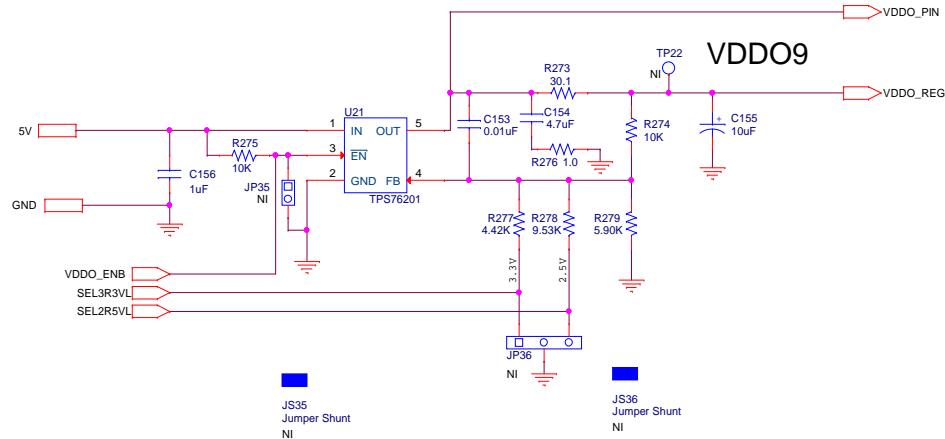 VDDO_PIN
TP22
VDDO9
NI
R273
30.1
VDDO_REG
U21
C153
0.01uF
C154
4.7uF
R274
10K
C155
10uF
+
5V
1
IN
OUT
5
R275
10K
3
EN
R276 1.0
C156
1uF
JP35
NI
2
GND
FB
4
TPS76201
GND
R277
4.42K
R278
9.53K
R279
5.90K
3.3V
2.5V
VDDO_ENB
SEL3R3VL
SEL2R5VL
JP36
NI
JS35
Jumper Shunt
NI
JS36
Jumper Shunt
NI